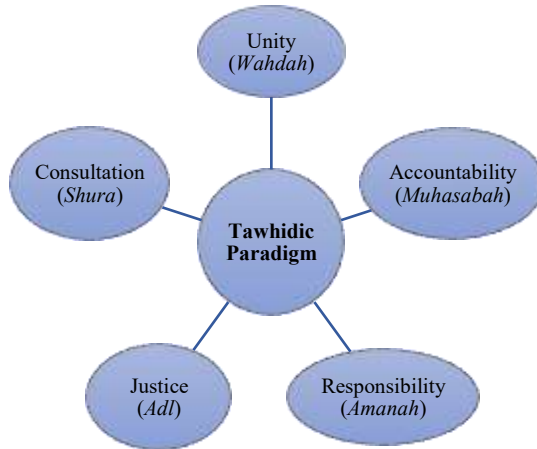 Unity
(Wahdah)
Consultation
(Shura)
Accountability
(Muhasabah)
Tawhidic
Paradigm
Justice
(Adl)
Responsibility
(Amanah)